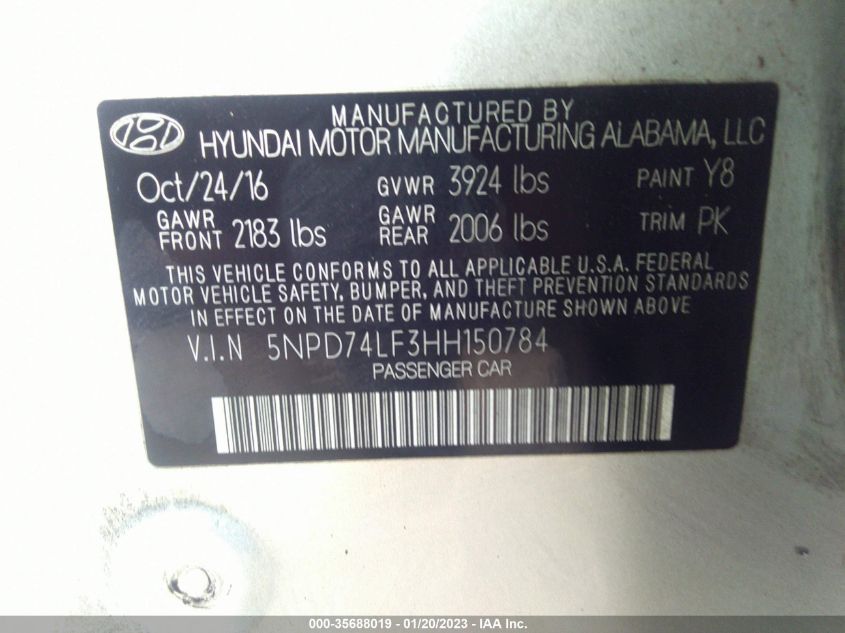 MANUFACTURED BY
HYUNDAI MOTOR MANUFACTURING ALABAMA, LLC
Oct/24/16 GVWR 3924 lbs PAINT Y8
GAWR FRONT 2183 lbs GAWR REAR 2006 lbs TRIM PK
THIS VEHICLE CONFORMS TO ALL APPLICABLE U.S.A. FEDERAL
MOTOR VEHICLE SAFETY, BUMPER, AND THEFT PREVENTION STANDARDS
IN EFFECT ON THE DATE OF MANUFACTURE SHOWN ABOVE.
V.I.N 5NPD74LF3HH150784
PASSENGER CAR
000-35688019 - 01/20/2023 - IAA Inc.